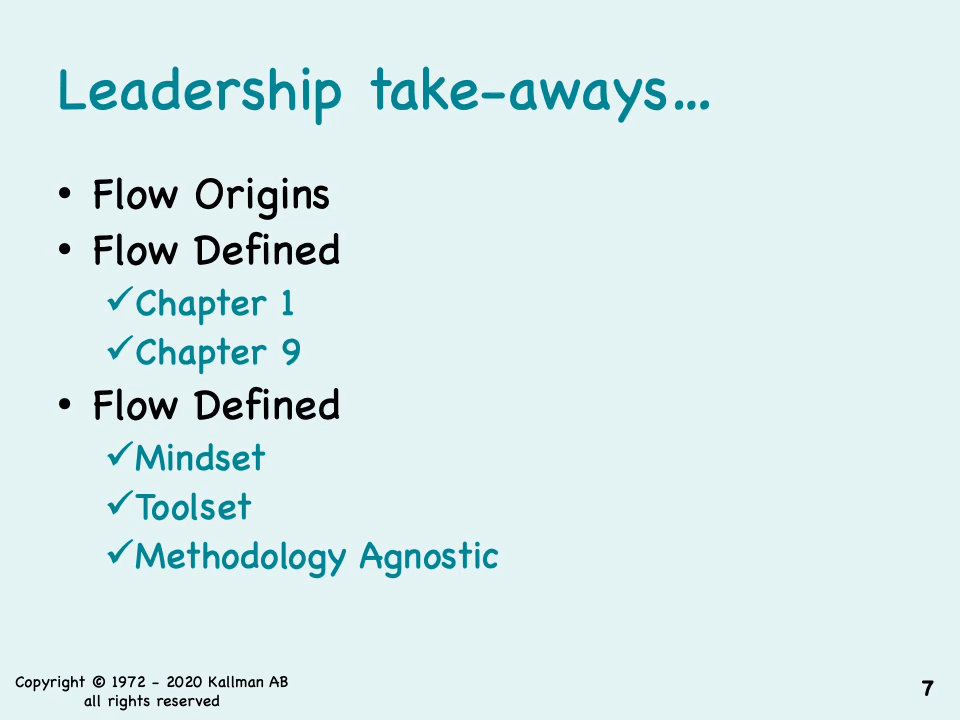 Leadership take-aways...
• Flow Origins
• Flow Defined
✓Chapter 1
✓Chapter 9
• Flow Defined
✓Mindset
✓Toolset
✓Methodology Agnostic
Copyright © 1972 - 2020 Kallman AB
all rights reserved
7